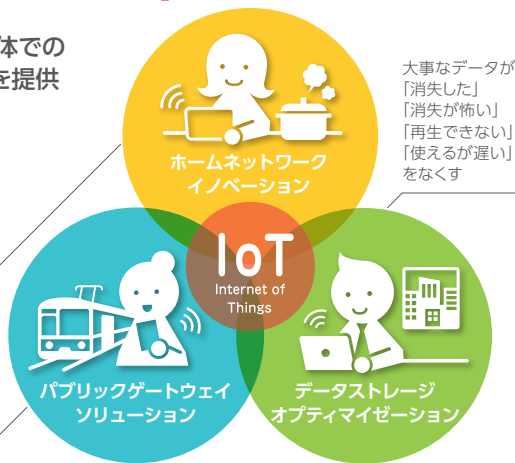 体での
を提供
大事なデータが
「消失した」
「消失が怖い」
「再生できない」
「使えるが遅い」
をなくす
ホームネットワーク
イノベーション
IoT
Internet of
Things
パブリックゲートウェイ
ソリューション
データストレージ
オプティマイゼーション